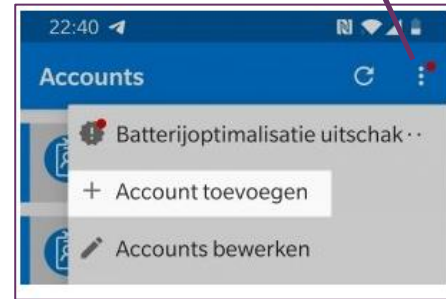 22:40
Accounts
Batterijoptimalisatie uitschak··
+ Account toevoegen
Accounts bewerken